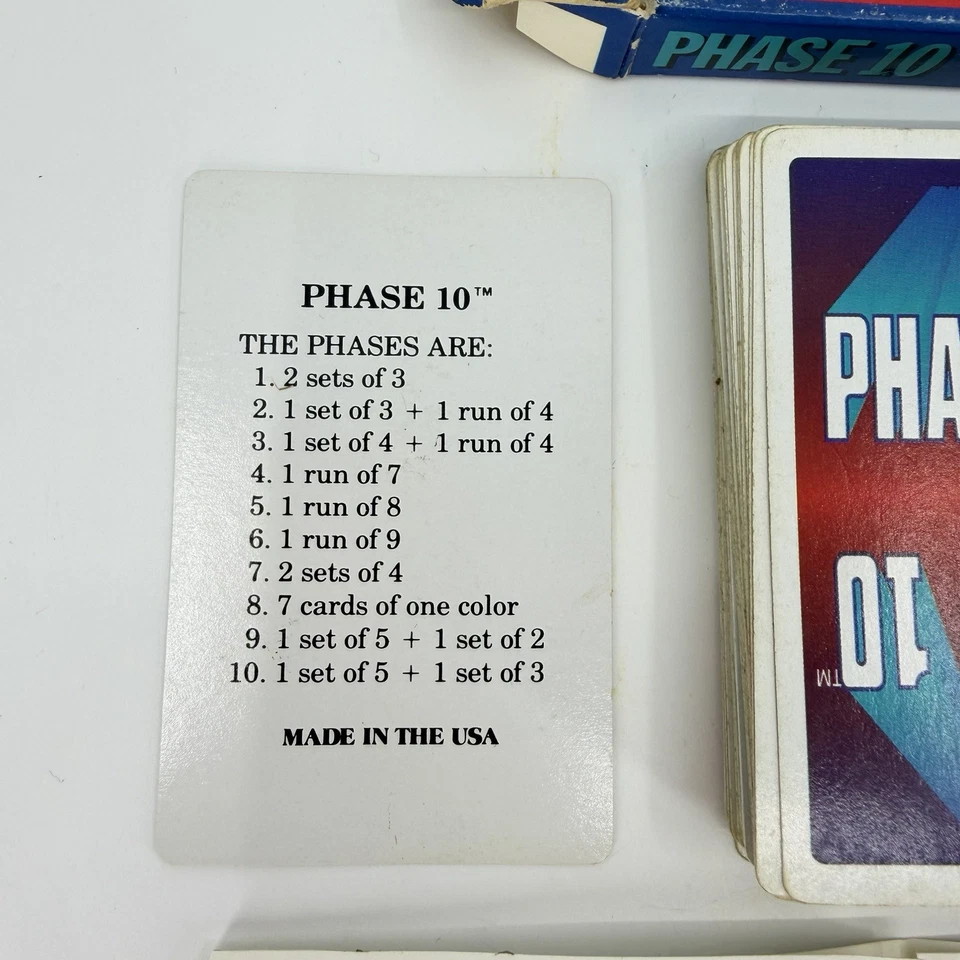 PHASE 10
PHASE 10™
THE PHASES ARE:
1. 2 sets of 3
2. 1 set of 3 + 1 run of 4
3. 1 set of 4 + 1 run of 4
4. 1 run of 7
5. 1 run of 8
6. 1 run of 9
7. 2 sets of 4
8. 7 cards of one color
9. 1 set of 5 + 1 set of 2
10. 1 set of 5 + 1 set of 3
MADE IN THE USA
PHA
10™